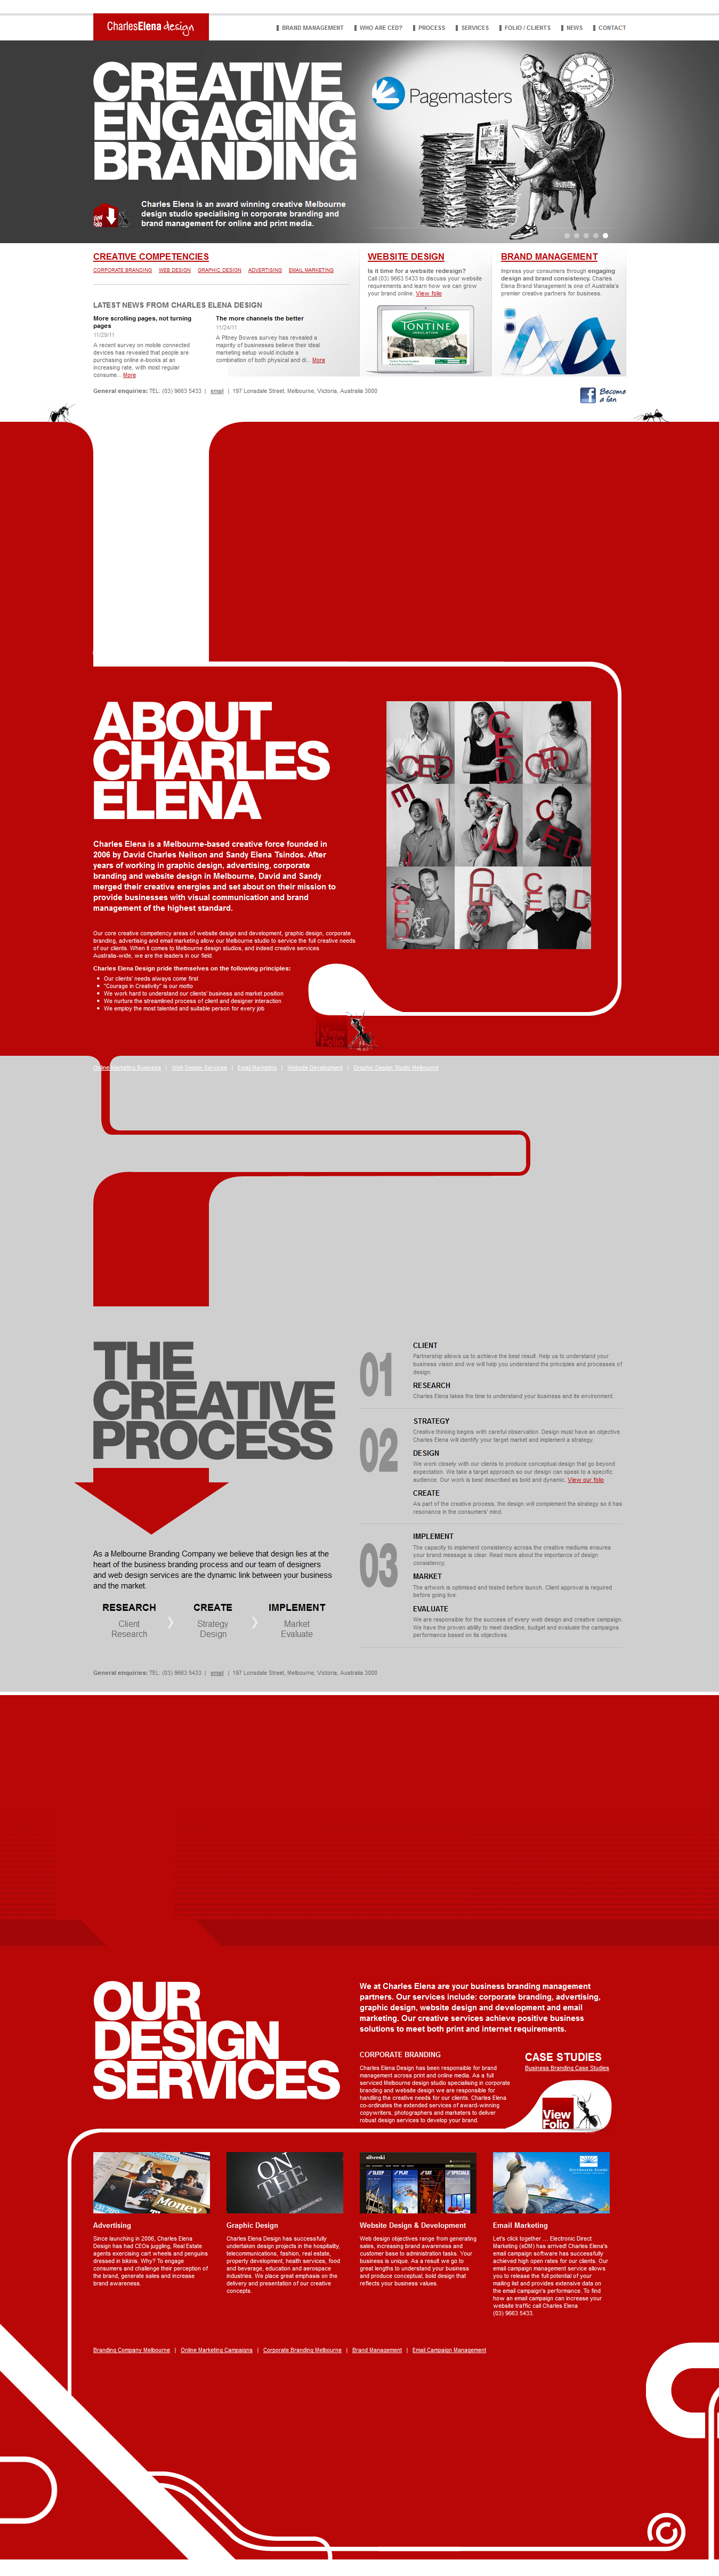 CharlesElena design
BRAND MANAGEMENT
WHO ARE CED?
PROCESS
SERVICES
FOLIO / CLIENTS
NEWS
CONTACT
CREATIVE
ENGAGING
BRANDING
Pagemasters
Charles Elena is an award winning creative Melbourne
design studio specialising in corporate branding and
brand management for online and print media.
CREATIVE COMPETENCIES
CORPORATE BRANDING WEB DESIGN GRAPHIC DESIGN ADVERTISING EMAIL MARKETING
LATEST NEWS FROM CHARLES ELENA DESIGN
More scrolling pages, not turning
pages
11/29/11
A recent survey on mobile connected
devices has revealed that people are
purchasing online e-books at an
increasing rate, with most regular
consume... More
The more channels the better
11/24/11
A Pitney Bowes survey has revealed a
majority of businesses believe their ideal
marketing setup would include a
combination of both physical and di... More
WEBSITE DESIGN
Is it time for a website redesign?
Call (03) 9663 5433 to discuss your website
requirements and learn how we can grow
your brand online. View folio
TONTINE
INSULATION
BRAND MANAGEMENT
Impress your consumers through engaging
design and brand consistency. Charles
Elena Brand Management is one of Australia's
premier creative partners for business.
General enquiries: TEL: (03) 9663 5433 | email | 197 Lonsdale Street, Melbourne, Victoria, Australia 3000
Become
a fan
ABOUT
CHARLES
ELENA
Charles Elena is a Melbourne-based creative force founded in
2006 by David Charles Neilson and Sandy Elena Tsindos. After
years of working in graphic design, advertising, corporate
branding and website design in Melbourne, David and Sandy
merged their creative energies and set about on their mission to
provide businesses with visual communication and brand
management of the highest standard.
Our core creative competency areas of website design and development, graphic design, corporate
branding, advertising and email marketing allow our Melbourne studio to service the full creative needs
of our clients. When it comes to Melbourne design studios, and indeed creative services
Australia-wide, we are the leaders in our field.
Charles Elena Design pride themselves on the following principles:
Our clients' needs always come first
"Courage in Creativity" is our motto
We work hard to understand our clients' business and market position
We nurture the streamlined process of client and designer interaction
We employ the most talented and suitable person for every job
View
Folio
Online Marketing Business | Web Design Services | Email Marketing | Website Development | Graphic Design Studio Melbourne
THE
CREATIVE
PROCESS
As a Melbourne Branding Company we believe that design lies at the
heart of the business branding process and our team of designers
and web design services are the dynamic link between your business
and the market.
RESEARCH
Client
Research
CREATE
Strategy
Design
IMPLEMENT
Market
Evaluate
01
CLIENT
Partnership allows us to achieve the best result. Help us to understand your
business vision and we will help you understand the principles and processes of
design.
RESEARCH
Charles Elena takes the time to understand your business and its environment.
02
STRATEGY
Creative thinking begins with careful observation. Design must have an objective.
Charles Elena will identify your target market and implement a strategy.
DESIGN
We work closely with our clients to produce conceptual design that go beyond
expectation. We take a target approach so our design can speak to a specific
audience. Our work is best described as bold and dynamic. View our folio
CREATE
As part of the creative process, the design will complement the strategy so it has
resonance in the consumers' mind.
03
IMPLEMENT
The capacity to implement consistency across the creative mediums ensures
your brand message is clear. Read more about the importance of design
consistency.
MARKET
The artwork is optimised and tested before launch. Client approval is required
before going live.
EVALUATE
We are responsible for the success of every web design and creative campaign.
We have the proven ability to meet deadline, budget and evaluate the campaigns
performance based on its objectives.
General enquiries: TEL: (03) 9663 5433 | email | 197 Lonsdale Street, Melbourne, Victoria, Australia 3000
OUR
DESIGN
SERVICES
We at Charles Elena are your business branding management
partners. Our services include: corporate branding, advertising,
graphic design, website design and development and email
marketing. Our creative services achieve positive business
solutions to meet both print and internet requirements.
CORPORATE BRANDING
Charles Elena Design has been responsible for brand
management across print and online media. As a full
serviced Melbourne design studio specialising in corporate
branding and website design we are responsible for
handling the creative needs for our clients. Charles Elena
co-ordinates the extended services of award-winning
copywriters, photographers and marketers to deliver
robust design services to develop your brand.
CASE STUDIES
Business Branding Case Studies
View
Folio
Money
ON
THE
silverski
SLEEP PLAY EAT SPECIALS
Advertising
Since launching in 2006, Charles Elena
Design has had CEOs juggling, Real Estate
agents exercising cart wheels and penguins
dressed in bikinis. Why? To engage
consumers and challenge their perception of
the brand, generate sales and increase
brand awareness.
Graphic Design
Charles Elena Design has successfully
undertaken design projects in the hospitality,
telecommunications, fashion, real estate,
property development, health services, food
and beverage, education and aerospace
industries. We place great emphasis on the
delivery and presentation of our creative
concepts.
Website Design & Development
Web design objectives range from generating
sales, increasing brand awareness and
customer base to administration tasks. Your
business is unique. As a result we go to
great lengths to understand your business
and produce conceptual, bold design that
reflects your business values.
Email Marketing
Let's click together ... Electronic Direct
Marketing (eDM) has arrived! Charles Elena's
email campaign software has successfully
achieved high open rates for our clients. Our
email campaign management service allows
you to release the full potential of your
mailing list and provides extensive data on
the email campaign's performance. To find
how an email campaign can increase your
website traffic call Charles Elena
(03) 9663 5433.
Branding Company Melbourne | Online Marketing Campaigns | Corporate Branding Melbourne | Brand Management | Email Campaign Management